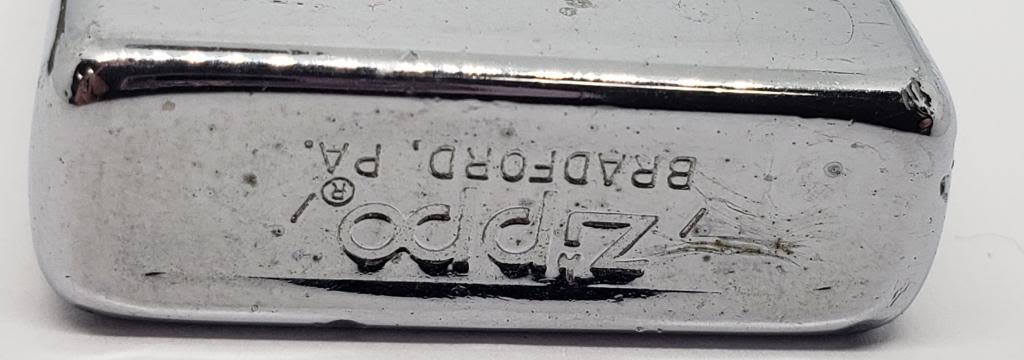 / Zippo® /
BRADFORD, PA.